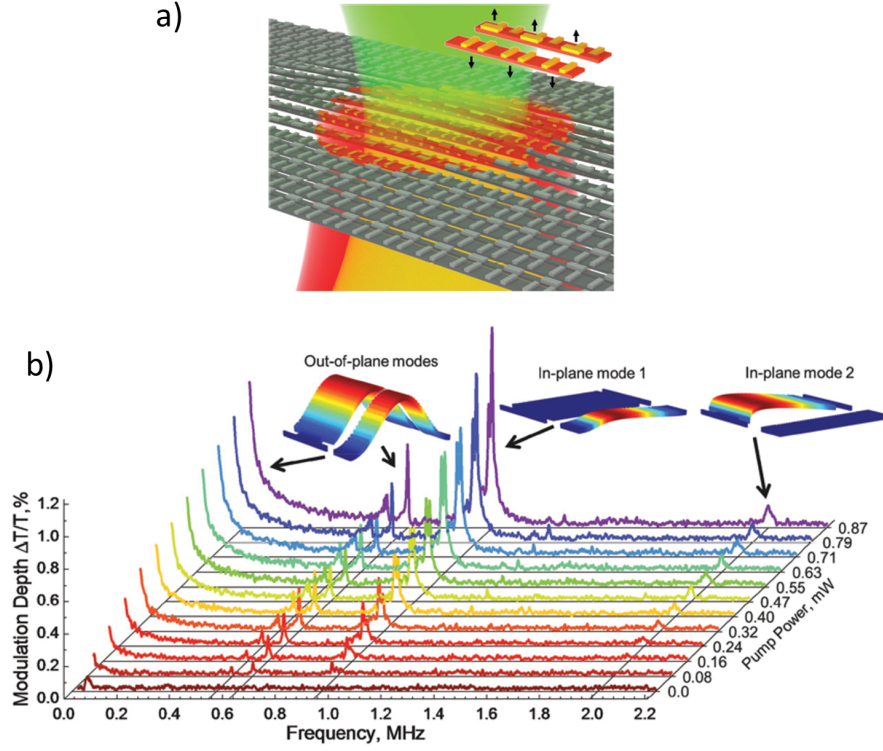 a)
b)
Out-of-plane modes
In-plane mode 1
In-plane mode 2
Modulation Depth ΔT/T,%
1.2
1.0
0.8
0.6
0.4
0.2
0.0
0.0 0.2 0.4 0.6 0.8 1.0 1.2 1.4 1.6 1.8 2.0 2.2
Frequency, MHz
0.87
0.79
0.71
0.63
0.55
0.47
0.40
0.32
0.24
0.16
0.08
0.0
Pump Power, mW